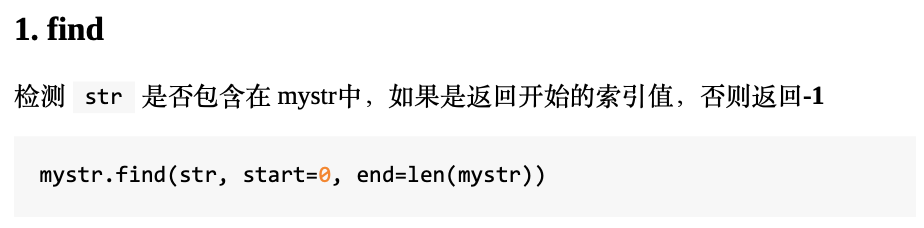 1. find
检测 str 是否包含在 mystr中，如果是返回开始的索引值，否则返回-1
mystr.find(str, start=0, end=len(mystr))